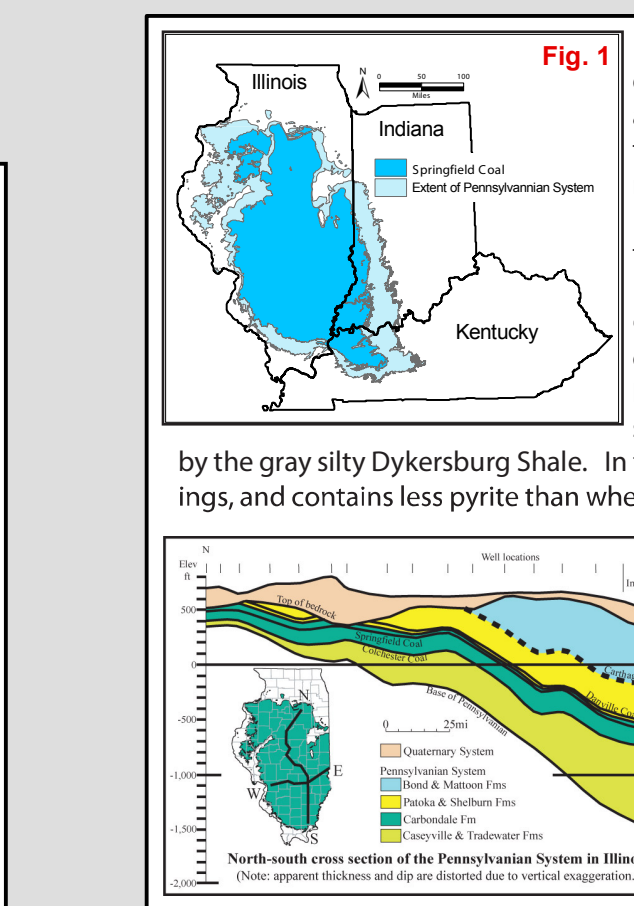 Fig. 1
Illinois
N
0 50 100
Miles
Indiana
Springfield Coal
Extent of Pennsylvannian System
Kentucky
by the gray silty Dykersburg Shale. In
ings, and contains less pyrite than
N
Elev
ft
Well locations
500
0
-500
-1,000
-1,500
-2,000
Top of bedrock
Springfield Coal
Colchester Coal
Base of Pennsylvanian
Danville
N
W
E
S
0 25mi
Quaternary System
Pennsylvanian System
Bond & Mattoon Fms
Patoka & Shelburn Fms
Carbondale Fm
Caseyville & Tradewater Fms
North-south cross section of the Pennsylvanian System in
(Note: apparent thickness and dip are distorted due to vertical exaggeration.